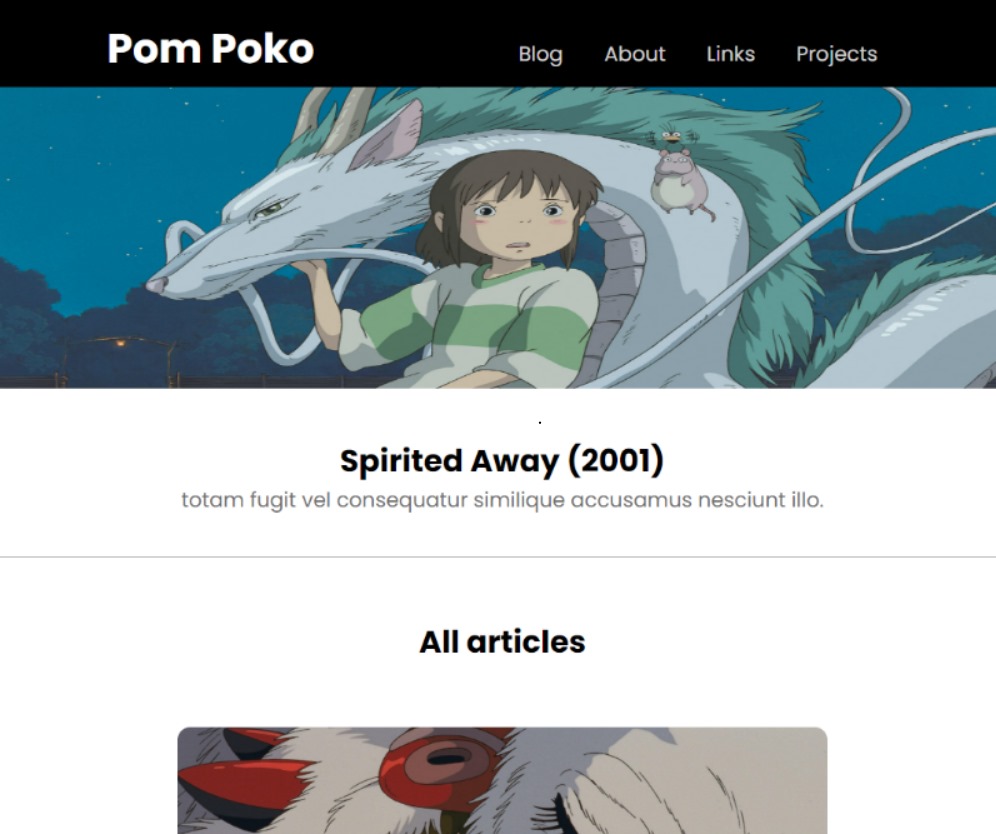 Pom Poko
Blog About Links Projects
.
Spirited Away (2001)
totam fugit vel consequatur similique accusamus nesciunt illo.
All articles